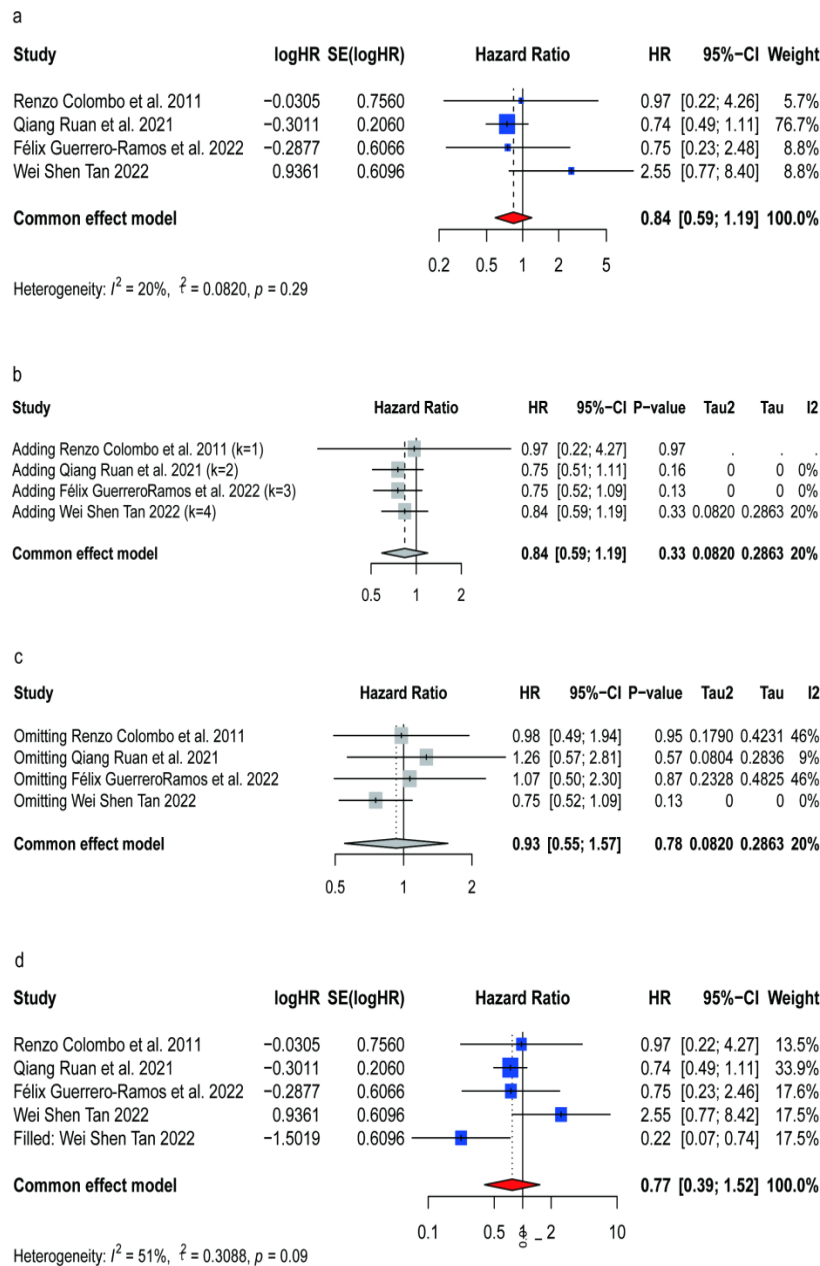 a
Study logHR SE(logHR) Hazard Ratio HR 95%−CI Weight
Renzo Colombo et al. 2011 −0.0305 0.7560 0.97 [0.22; 4.26] 5.7%
Qiang Ruan et al. 2021 −0.3011 0.2060 0.74 [0.49; 1.11] 76.7%
Félix Guerrero-Ramos et al. 2022 −0.2877 0.6066 0.75 [0.23; 2.48] 8.8%
Wei Shen Tan 2022 0.9361 0.6096 2.55 [0.77; 8.40] 8.8%
Common effect model 0.84 [0.59; 1.19] 100.0%
0.2 0.5 1 2 5
Heterogeneity: I² = 20%, τ² = 0.0820, p = 0.29
b
Study Hazard Ratio HR 95%−CI P−value Tau2 Tau I2
Adding Renzo Colombo et al. 2011 (k=1) 0.97 [0.22; 4.27] 0.97 . . .
Adding Qiang Ruan et al. 2021 (k=2) 0.75 [0.51; 1.11] 0.16 0 0 0%
Adding Félix GuerreroRamos et al. 2022 (k=3) 0.75 [0.52; 1.09] 0.13 0 0 0%
Adding Wei Shen Tan 2022 (k=4) 0.84 [0.59; 1.19] 0.33 0.0820 0.2863 20%
Common effect model 0.84 [0.59; 1.19] 0.33 0.0820 0.2863 20%
0.5 1 2
c
Study Hazard Ratio HR 95%−CI P−value Tau2 Tau I2
Omitting Renzo Colombo et al. 2011 0.98 [0.49; 1.94] 0.95 0.1790 0.4231 46%
Omitting Qiang Ruan et al. 2021 1.26 [0.57; 2.81] 0.57 0.0804 0.2836 9%
Omitting Félix GuerreroRamos et al. 2022 1.07 [0.50; 2.30] 0.87 0.2328 0.4825 46%
Omitting Wei Shen Tan 2022 0.75 [0.52; 1.09] 0.13 0 0 0%
Common effect model 0.93 [0.55; 1.57] 0.78 0.0820 0.2863 20%
0.5 1 2
d
Study logHR SE(logHR) Hazard Ratio HR 95%−CI Weight
Renzo Colombo et al. 2011 −0.0305 0.7560 0.97 [0.22; 4.27] 13.5%
Qiang Ruan et al. 2021 −0.3011 0.2060 0.74 [0.49; 1.11] 33.9%
Félix Guerrero-Ramos et al. 2022 −0.2877 0.6066 0.75 [0.23; 2.46] 17.6%
Wei Shen Tan 2022 0.9361 0.6096 2.55 [0.77; 8.42] 17.5%
Filled: Wei Shen Tan 2022 −1.5019 0.6096 0.22 [0.07; 0.74] 17.5%
Common effect model 0.77 [0.39; 1.52] 100.0%
0.1 0.5 1 2 10
Heterogeneity: I² = 51%, τ² = 0.3088, p = 0.09